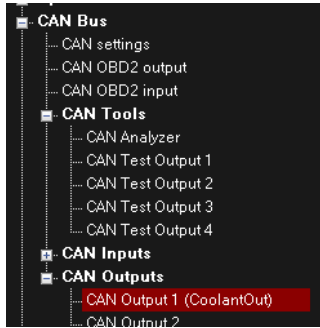 CAN Bus
CAN settings
CAN OBD2 output
CAN OBD2 input
CAN Tools
CAN Analyzer
CAN Test Output 1
CAN Test Output 2
CAN Test Output 3
CAN Test Output 4
CAN Inputs
CAN Outputs
CAN Output 1 (CoolantOut)
CAN Output 2